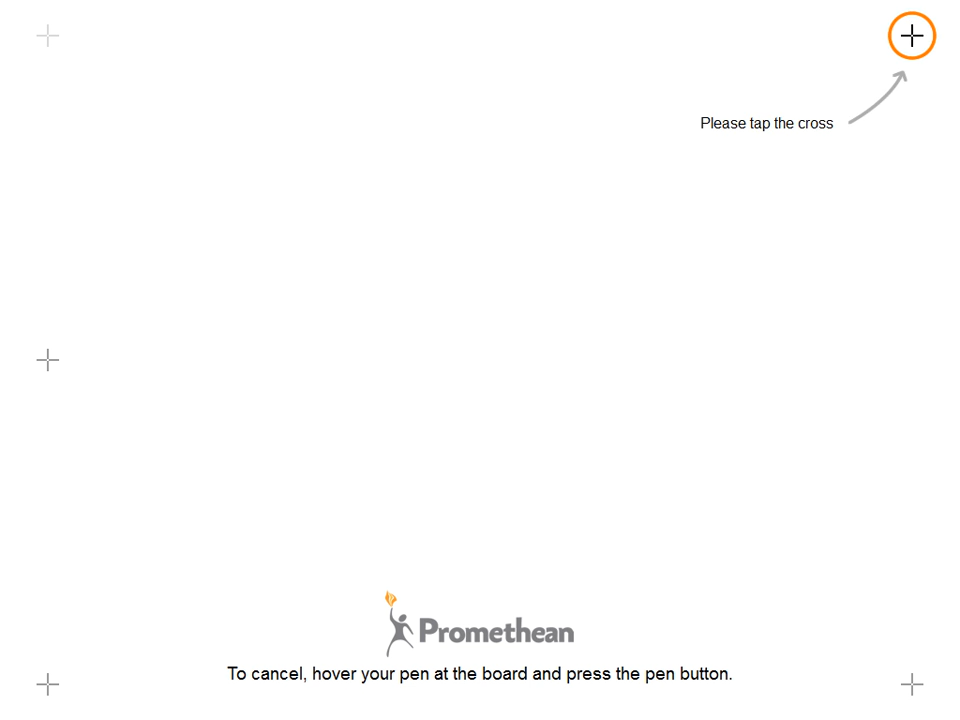 Please tap the cross
Promethean
To cancel, hover your pen at the board and press the pen button.